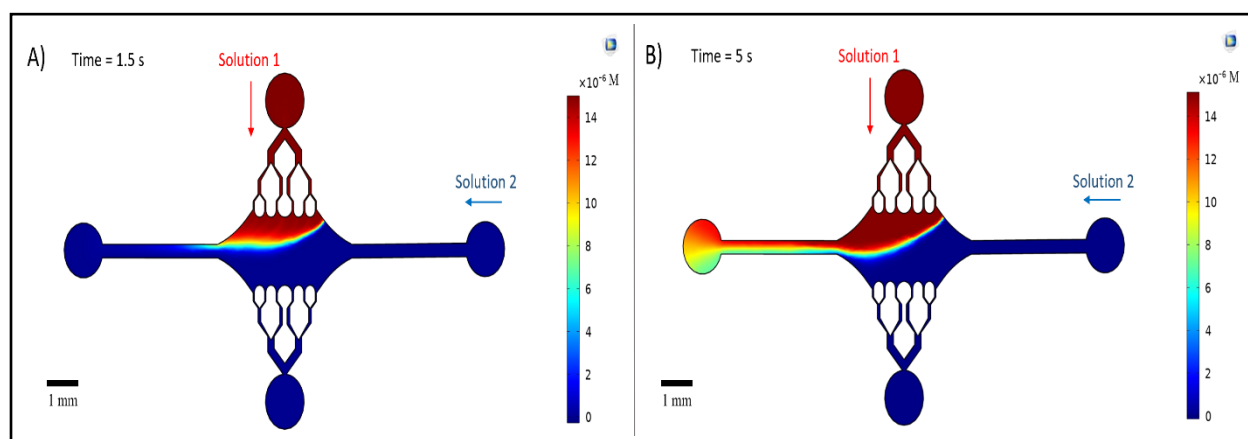 A)
Time = 1.5 s
Solution 1
Solution 2
×10⁻⁶ M
14
12
10
8
6
4
2
0
1 mm
B)
Time = 5 s
Solution 1
Solution 2
×10⁻⁶ M
14
12
10
8
6
4
2
0
1 mm